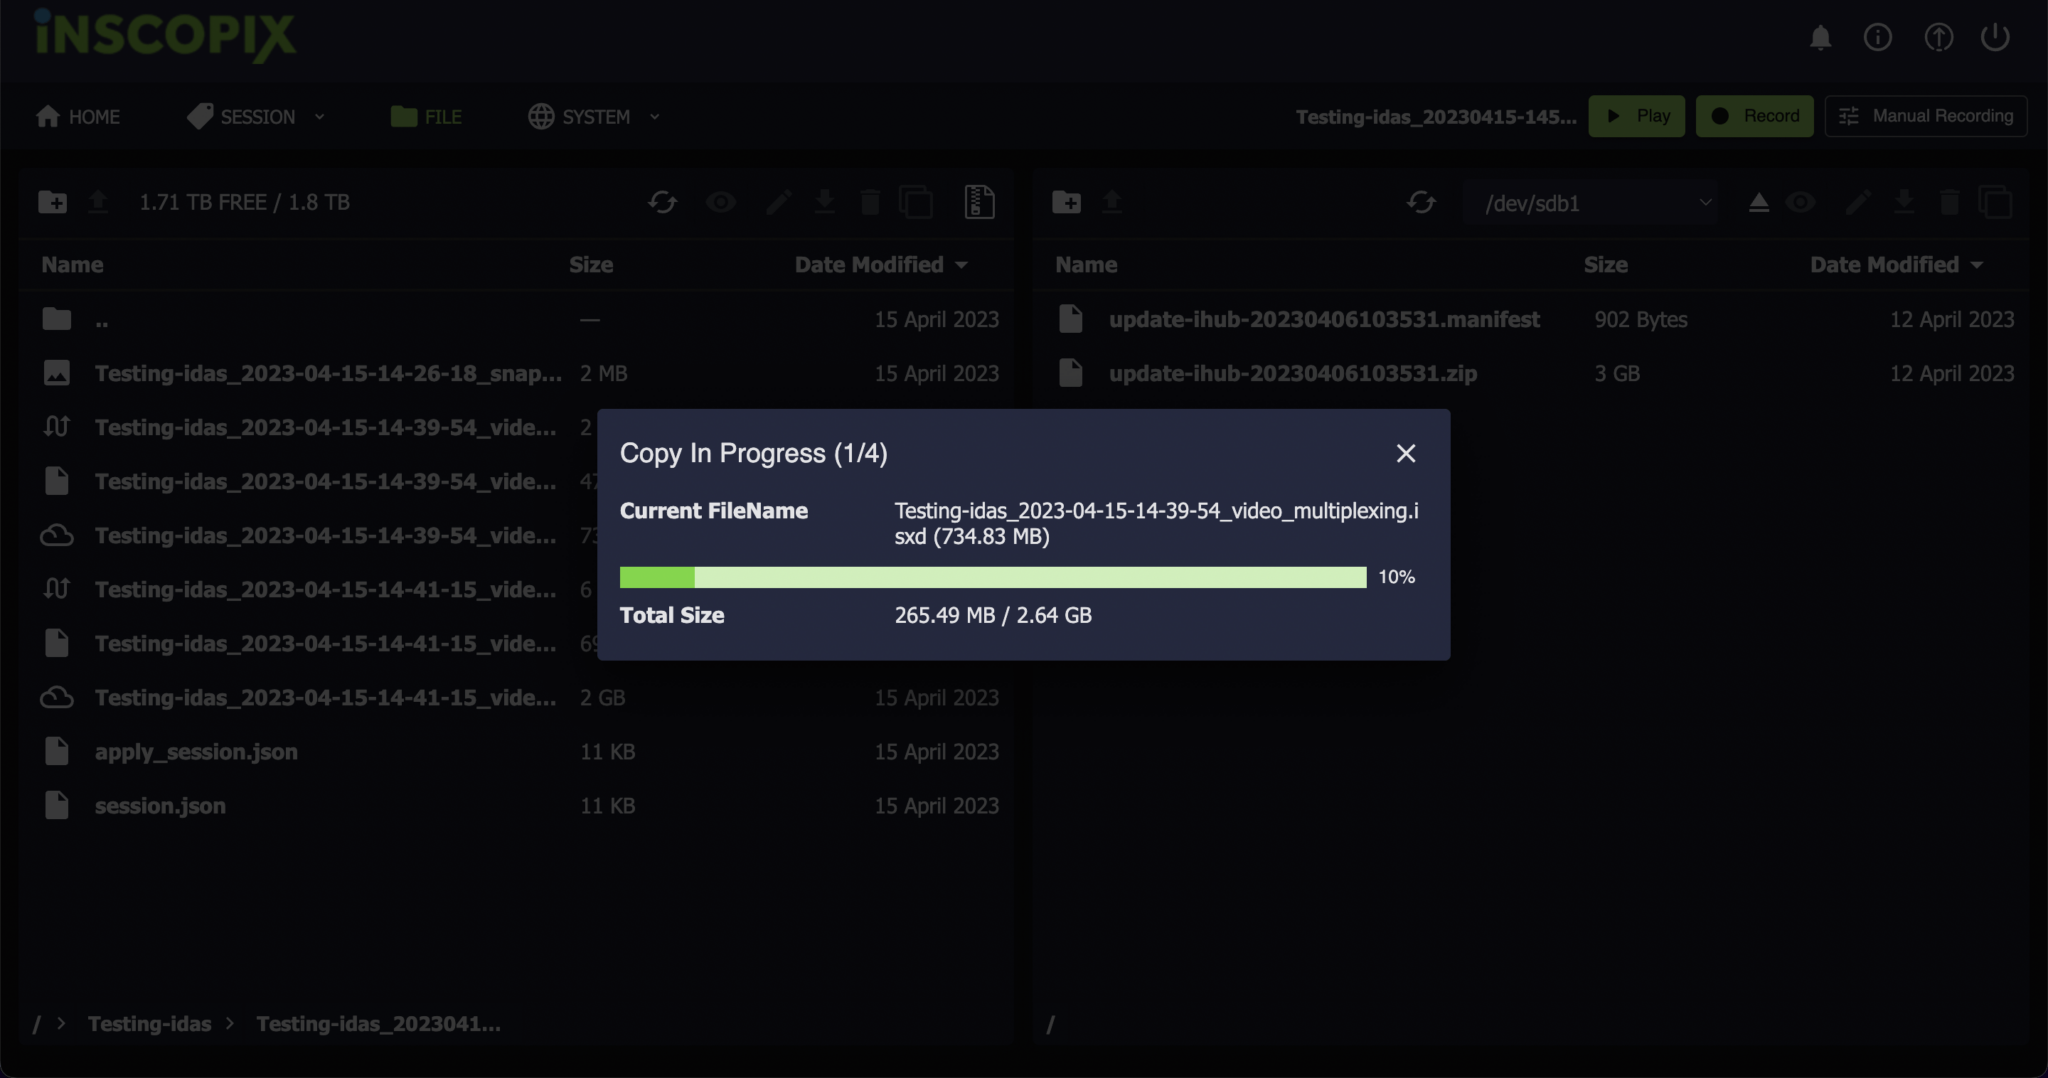 iNSCOPIX
HOME
SESSION
FILE
SYSTEM
Testing-idas_20230415-145...
Play
Record
Manual Recording
1.71 TB FREE / 1.8 TB
/dev/sdb1
Name Size Date Modified
.. — 15 April 2023
Testing-idas_2023-04-15-14-26-18_snap... 2 MB 15 April 2023
Testing-idas_2023-04-15-14-39-54_vide... 2
Testing-idas_2023-04-15-14-39-54_vide... 47
Testing-idas_2023-04-15-14-39-54_vide... 73
Testing-idas_2023-04-15-14-41-15_vide... 6
Testing-idas_2023-04-15-14-41-15_vide... 69
Testing-idas_2023-04-15-14-41-15_vide... 2 GB 15 April 2023
apply_session.json 11 KB 15 April 2023
session.json 11 KB 15 April 2023
/ > Testing-idas > Testing-idas_2023041...
Name Size Date Modified
update-ihub-20230406103531.manifest 902 Bytes 12 April 2023
update-ihub-20230406103531.zip 3 GB 12 April 2023
/
Copy In Progress (1/4)
Current FileName Testing-idas_2023-04-15-14-39-54_video_multiplexing.i
sxd (734.83 MB)
10%
Total Size 265.49 MB / 2.64 GB